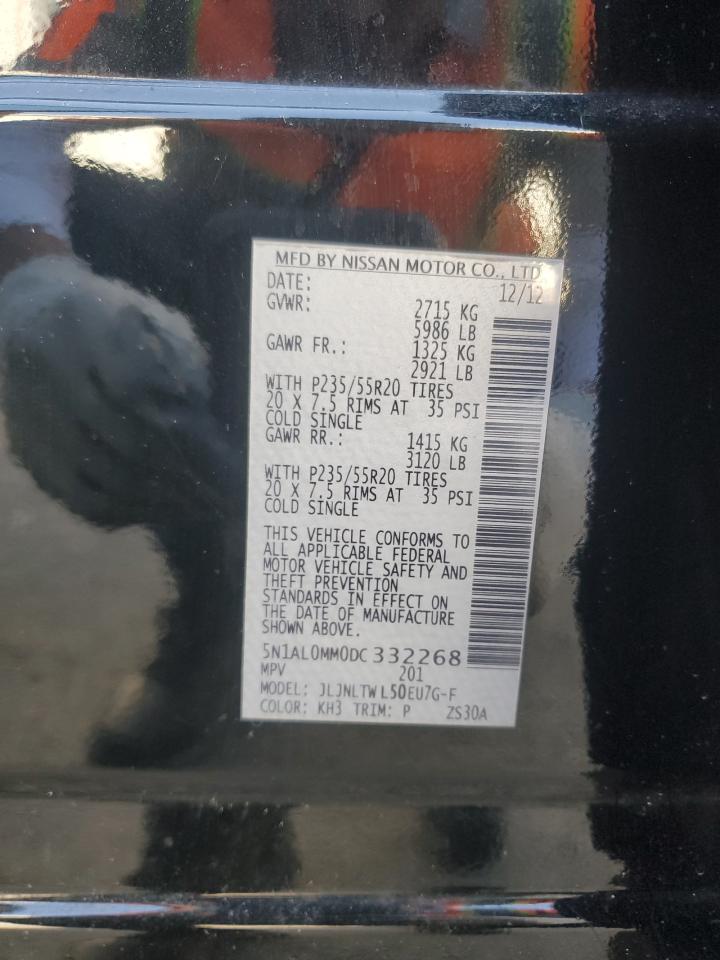 MFD BY NISSAN MOTOR CO., LTD
DATE: 12/12
GVWR: 2715 KG
5986 LB
GAWR FR.: 1325 KG
2921 LB
WITH P235/55R20 TIRES
20 X 7.5 RIMS AT 35 PSI
COLD SINGLE
GAWR RR.: 1415 KG
3120 LB
WITH P235/55R20 TIRES
20 X 7.5 RIMS AT 35 PSI
COLD SINGLE
THIS VEHICLE CONFORMS TO
ALL APPLICABLE FEDERAL
MOTOR VEHICLE SAFETY AND
THEFT PREVENTION
STANDARDS IN EFFECT ON
THE DATE OF MANUFACTURE
SHOWN ABOVE.
5N1AL0MM0DC332268
MPV 201
MODEL: JLJNLTWL50EU7G-F
COLOR: KH3 TRIM: P ZS30A